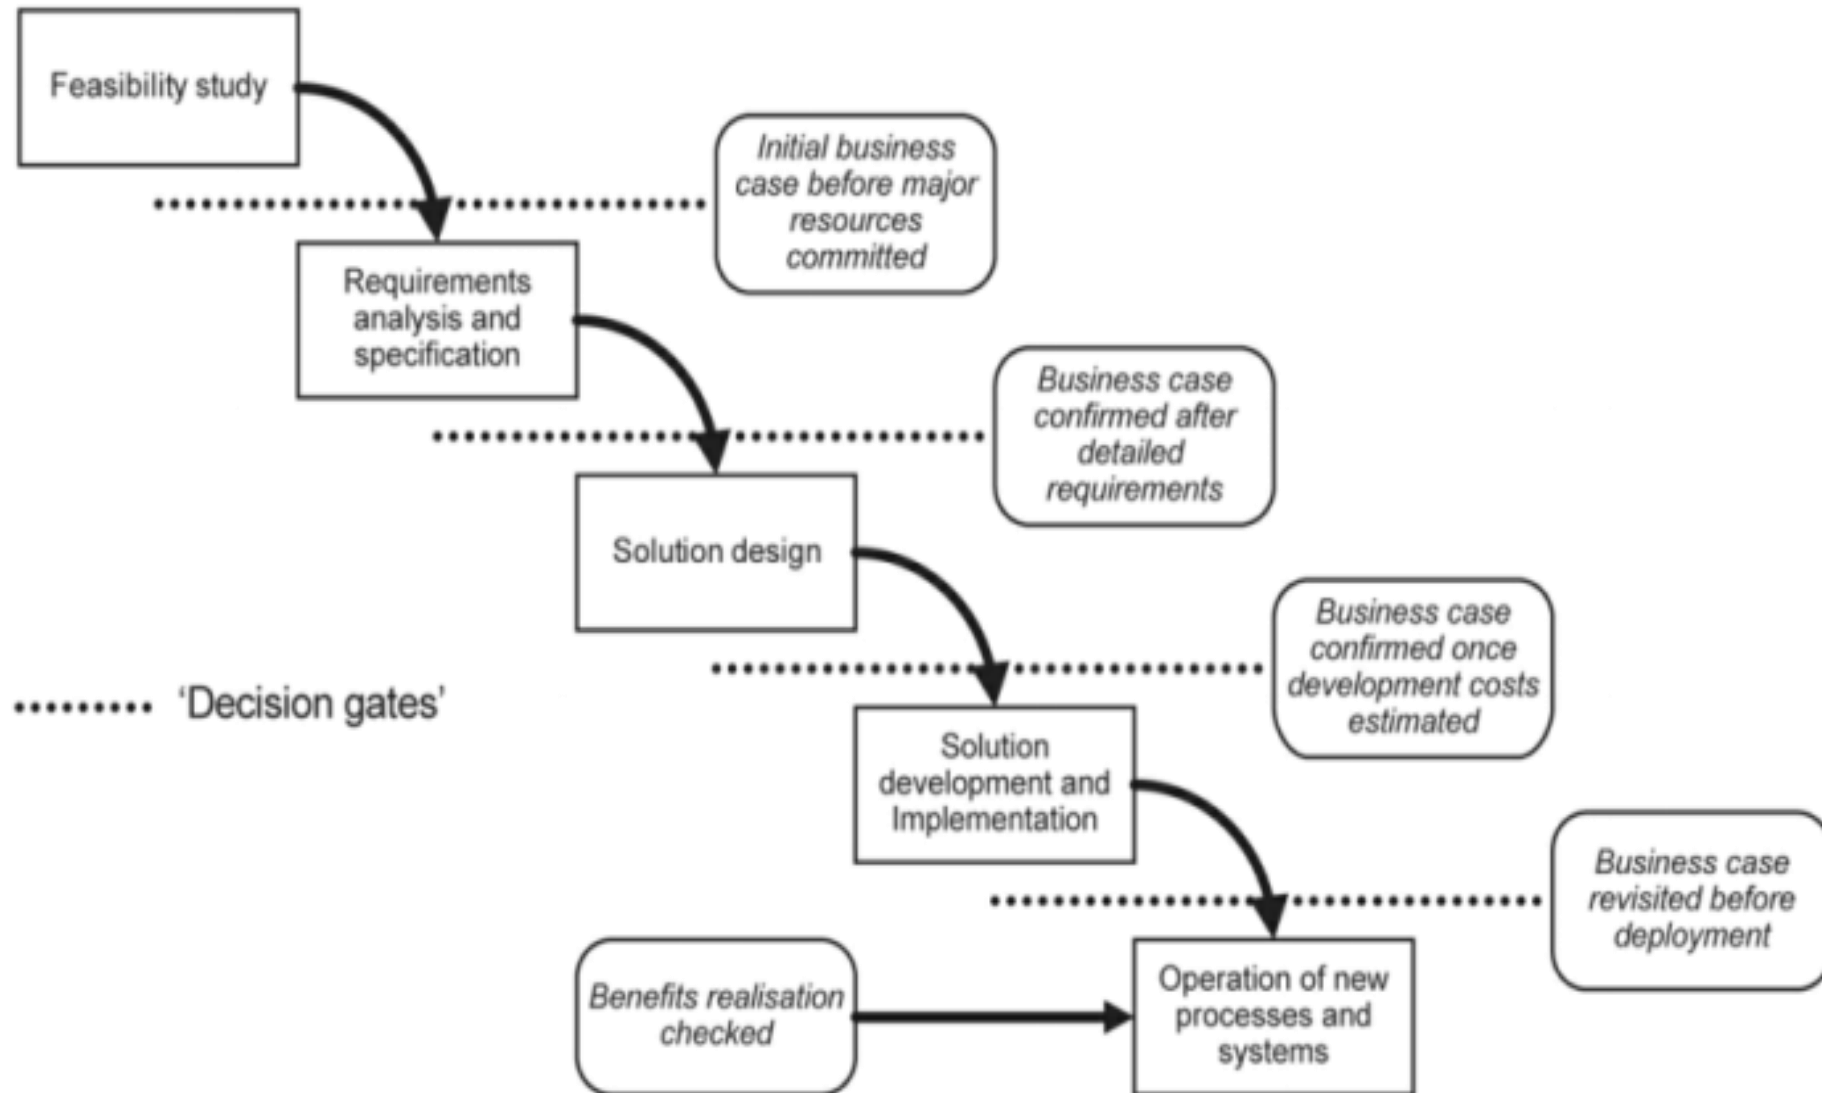 Feasibility study
Initial business
case before major
resources
committed
Requirements
analysis and
specification
Business case
confirmed after
detailed
requirements
Solution design
Business case
confirmed once
development costs
estimated
‘Decision gates’
Solution
development and
Implementation
Business case
revisited before
deployment
Benefits realisation
checked
Operation of new
processes and
systems